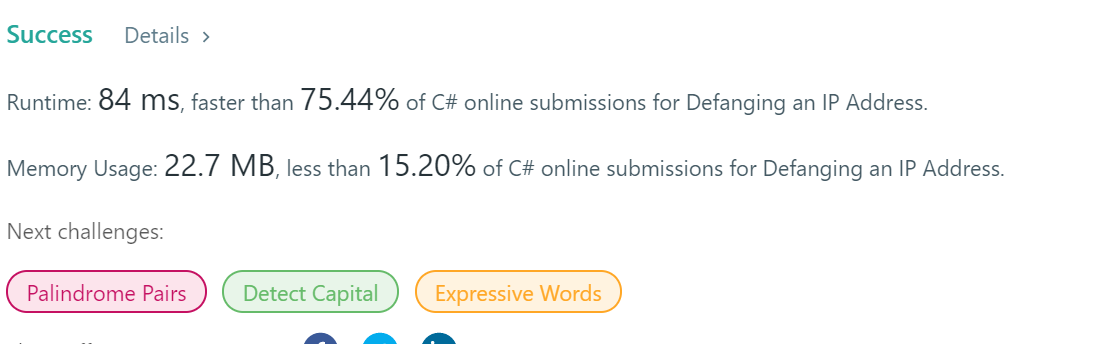 Success Details >
Runtime: 84 ms, faster than 75.44% of C# online submissions for Defanging an IP Address.
Memory Usage: 22.7 MB, less than 15.20% of C# online submissions for Defanging an IP Address.
Next challenges:
Palindrome Pairs Detect Capital Expressive Words